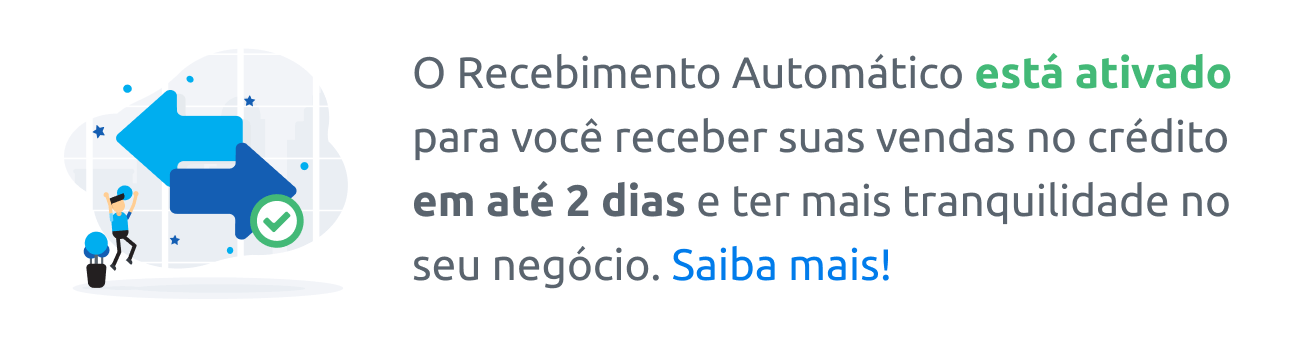 O Recebimento Automático está ativado
para você receber suas vendas no crédito
em até 2 dias e ter mais tranquilidade no
seu negócio. Saiba mais!